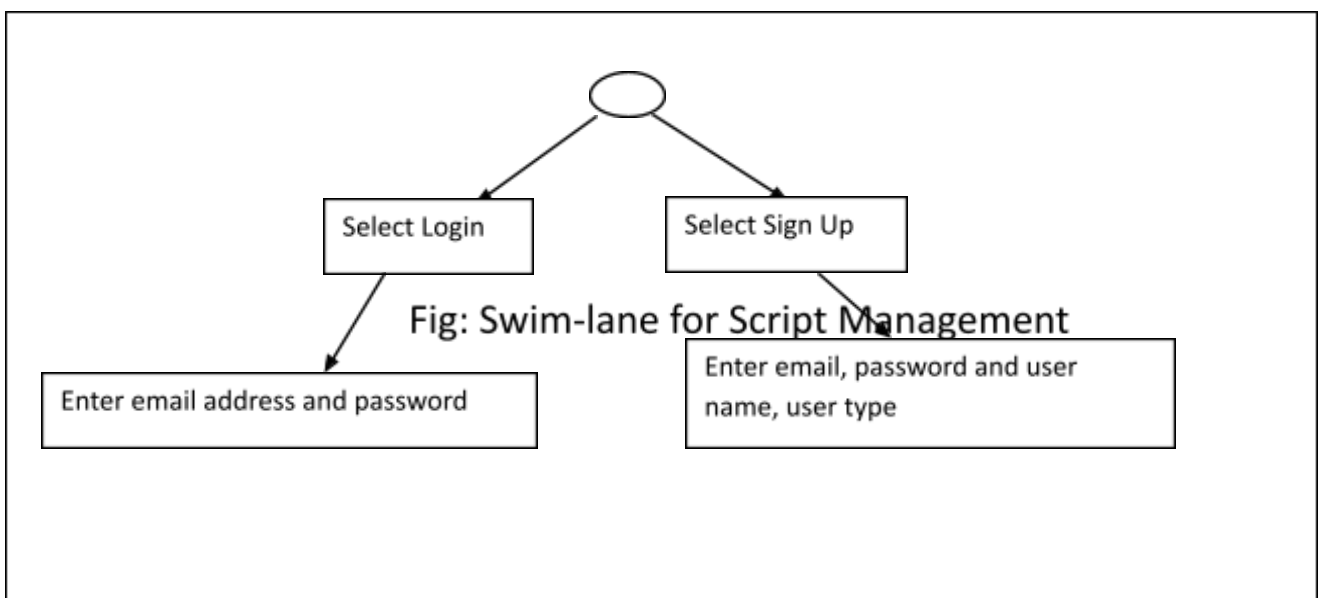 Select Login
Select Sign Up
Fig: Swim-lane for Script Management
Enter email address and password
Enter email, password and user
name, user type